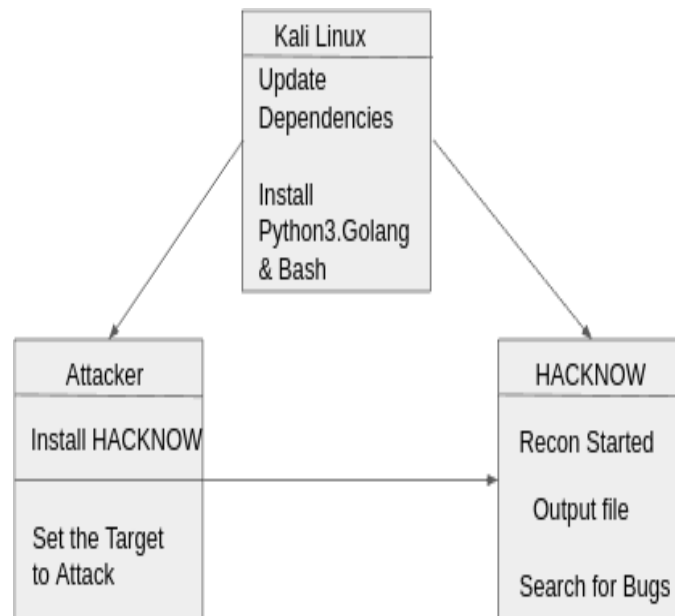 Kali Linux
Update
Dependencies
Install
Python3.Golang
& Bash
Attacker
Install HACKNOW
Set the Target
to Attack
HACKNOW
Recon Started
Output file
Search for Bugs